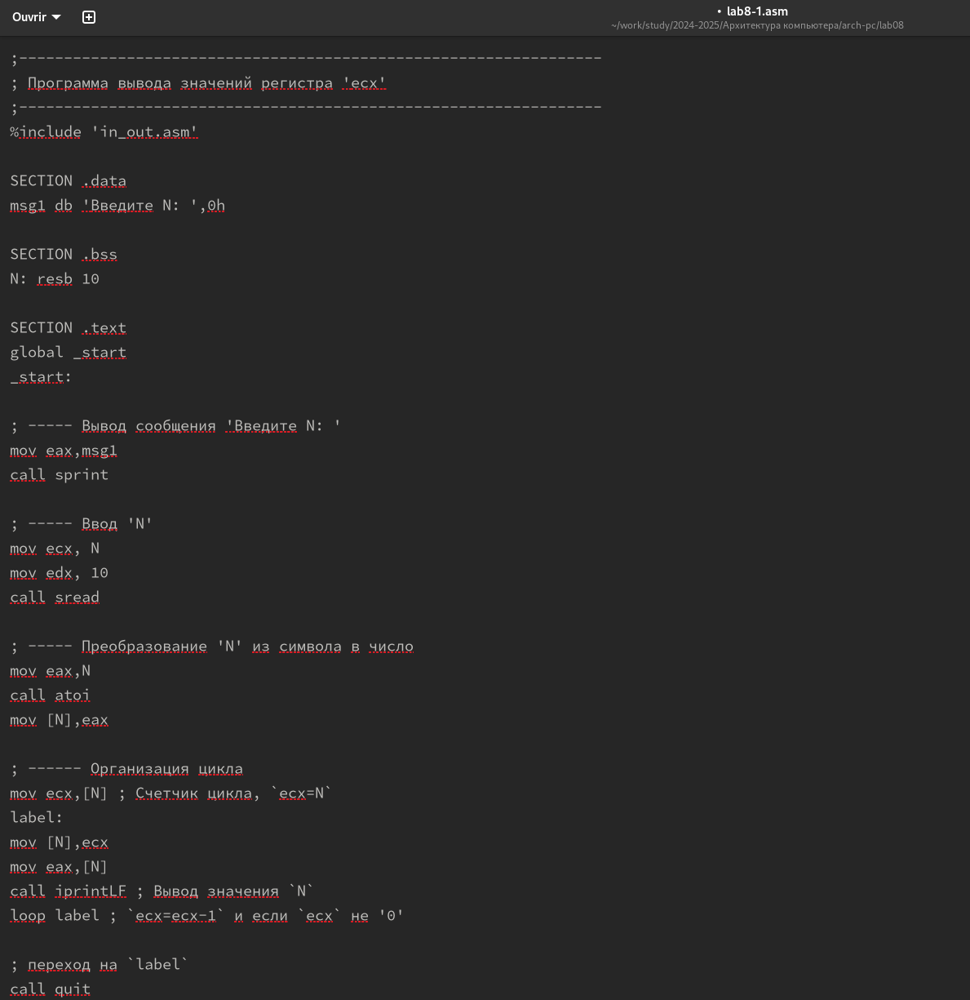 Ouvrir
• lab8-1.asm
~/work/study/2024-2025/Архитектура компьютера/arch-pc/lab08
;-----------------------------------------------------------------
; Программа вывода значений регистра 'ecx'
;-----------------------------------------------------------------
%include 'in_out.asm'
SECTION .data
msg1 db 'Введите N: ',0h
SECTION .bss
N: resb 10
SECTION .text
global _start
_start:
; ----- Вывод сообщения 'Введите N: '
mov eax,msg1
call sprint
; ----- Ввод 'N'
mov ecx, N
mov edx, 10
call sread
; ----- Преобразование 'N' из символа в число
mov eax,N
call atoi
mov [N],eax
; ------ Организация цикла
mov ecx,[N] ; Счетчик цикла, `ecx=N`
label:
mov [N],ecx
mov eax,[N]
call iprintLF ; Вывод значения `N`
loop label ; `ecx=ecx-1` и если `ecx` не '0'
; переход на `label`
call quit